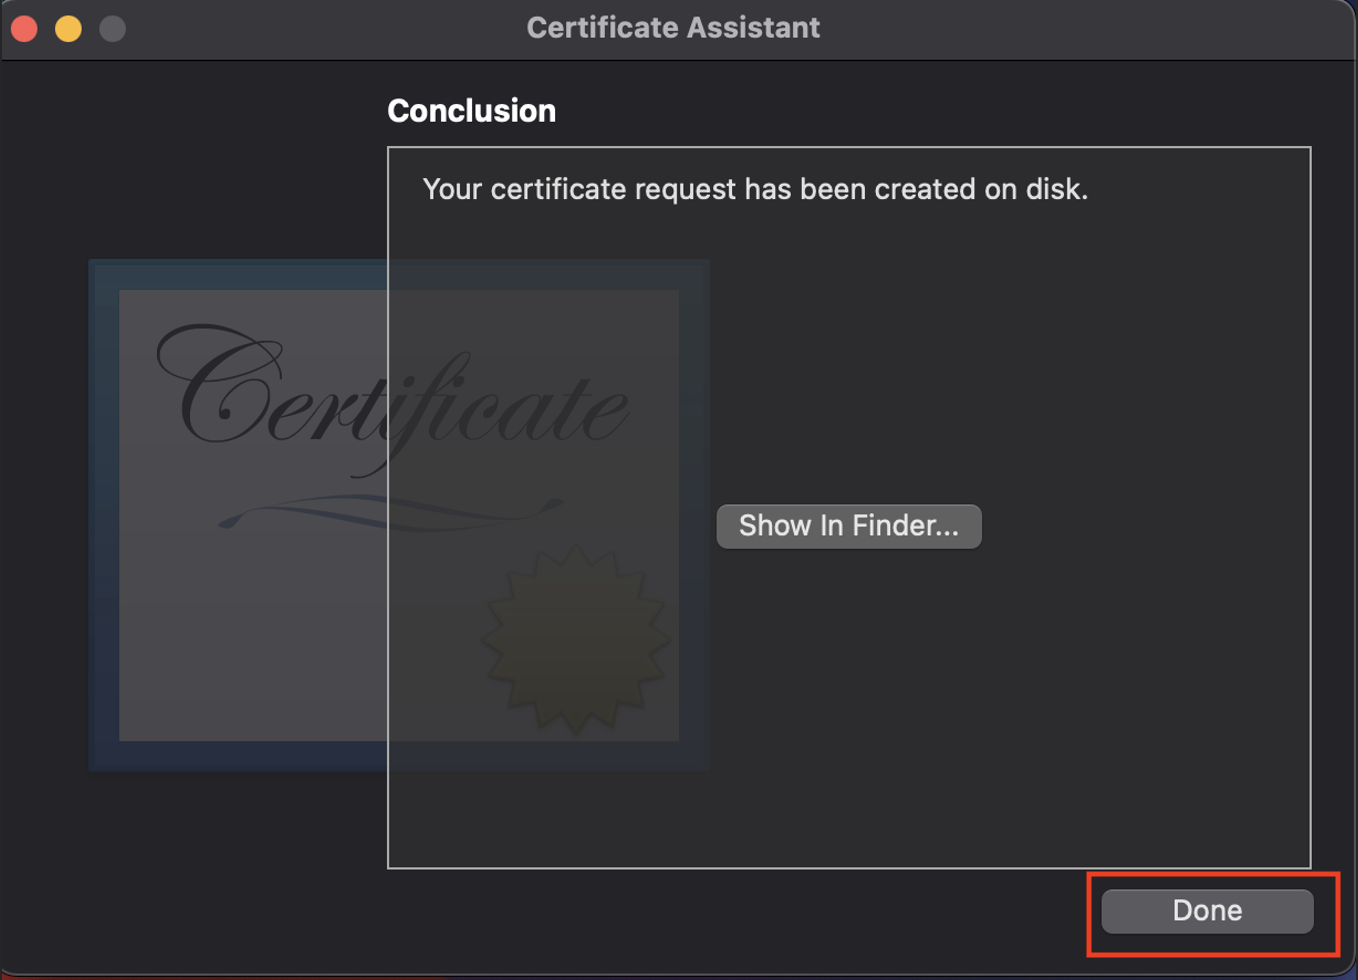 Certificate Assistant
Conclusion
Your certificate request has been created on disk.
Certificate
Show In Finder...
Done